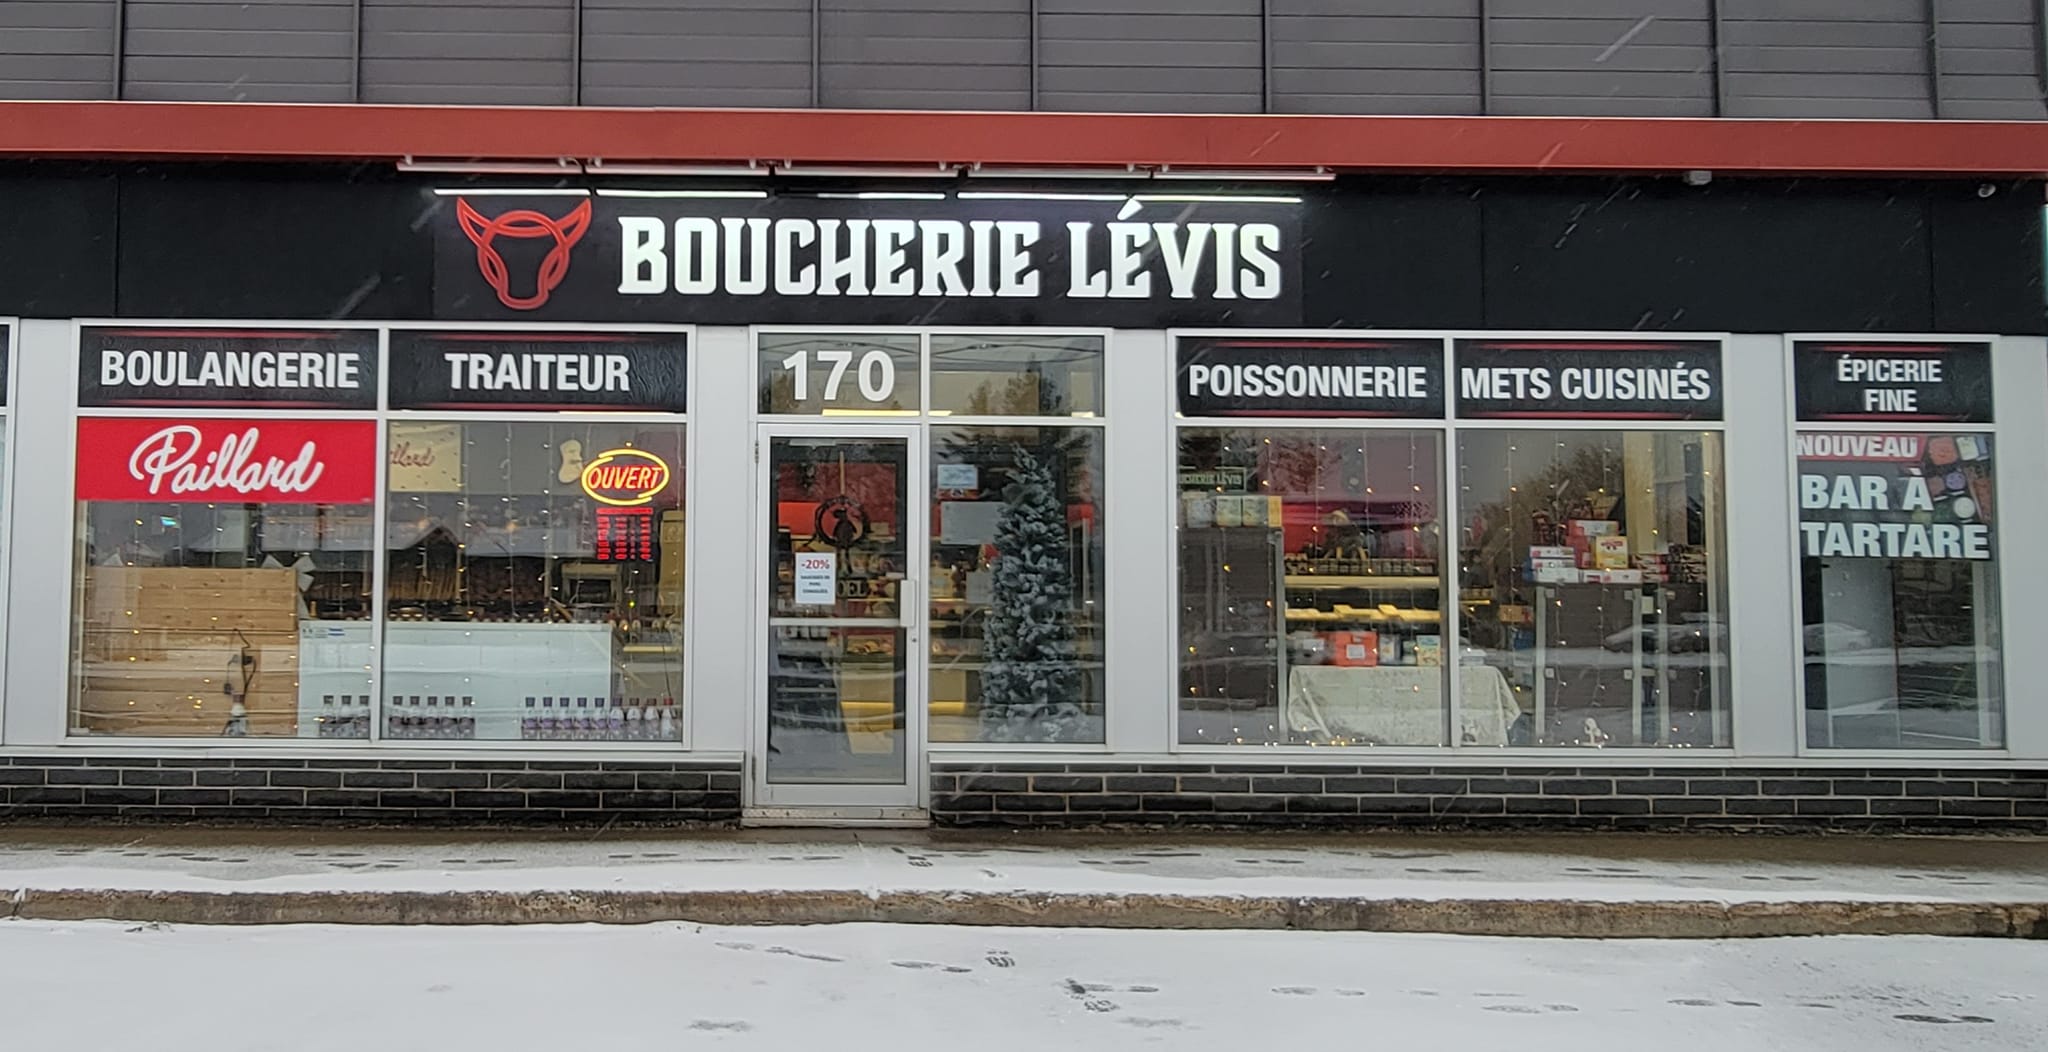 BOUCHERIE LÉVIS
BOULANGERIE
TRAITEUR
170
POISSONNERIE
METS CUISINÉS
ÉPICERIE
FINE
Paillard
OUVERT
NOUVEAU
BAR À
TARTARE
-20%